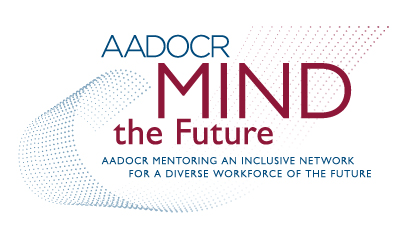 AADOCR
MIND
the Future
AADOCR MENTORING AN INCLUSIVE NETWORK
FOR A DIVERSE WORKFORCE OF THE FUTURE